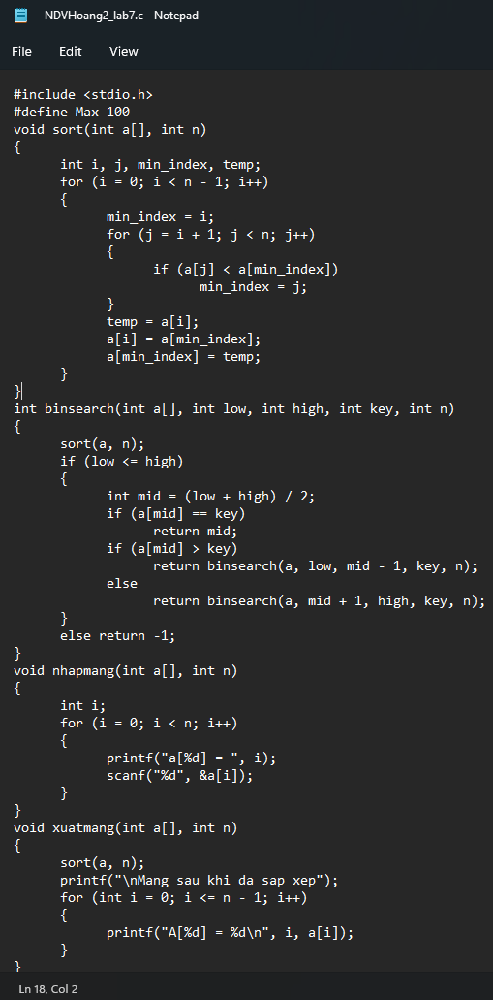 NDVHoang2_lab7.c - Notepad
File Edit View
#include <stdio.h>
#define Max 100
void sort(int a[], int n)
{
      int i, j, min_index, temp;
      for (i = 0; i < n - 1; i++)
      {
            min_index = i;
            for (j = i + 1; j < n; j++)
            {
                  if (a[j] < a[min_index])
                        min_index = j;
            }
            temp = a[i];
            a[i] = a[min_index];
            a[min_index] = temp;
      }
}
int binsearch(int a[], int low, int high, int key, int n)
{
      sort(a, n);
      if (low <= high)
      {
            int mid = (low + high) / 2;
            if (a[mid] == key)
                  return mid;
            if (a[mid] > key)
                  return binsearch(a, low, mid - 1, key, n);
            else
                  return binsearch(a, mid + 1, high, key, n);
      }
      else return -1;
}
void nhapmang(int a[], int n)
{
      int i;
      for (i = 0; i < n; i++)
      {
            printf("a[%d] = ", i);
            scanf("%d", &a[i]);
      }
}
void xuatmang(int a[], int n)
{
      sort(a, n);
      printf("\nMang sau khi da sap xep");
      for (int i = 0; i <= n - 1; i++)
      {
            printf("A[%d] = %d\n", i, a[i]);
      }
}
Ln 18, Col 2